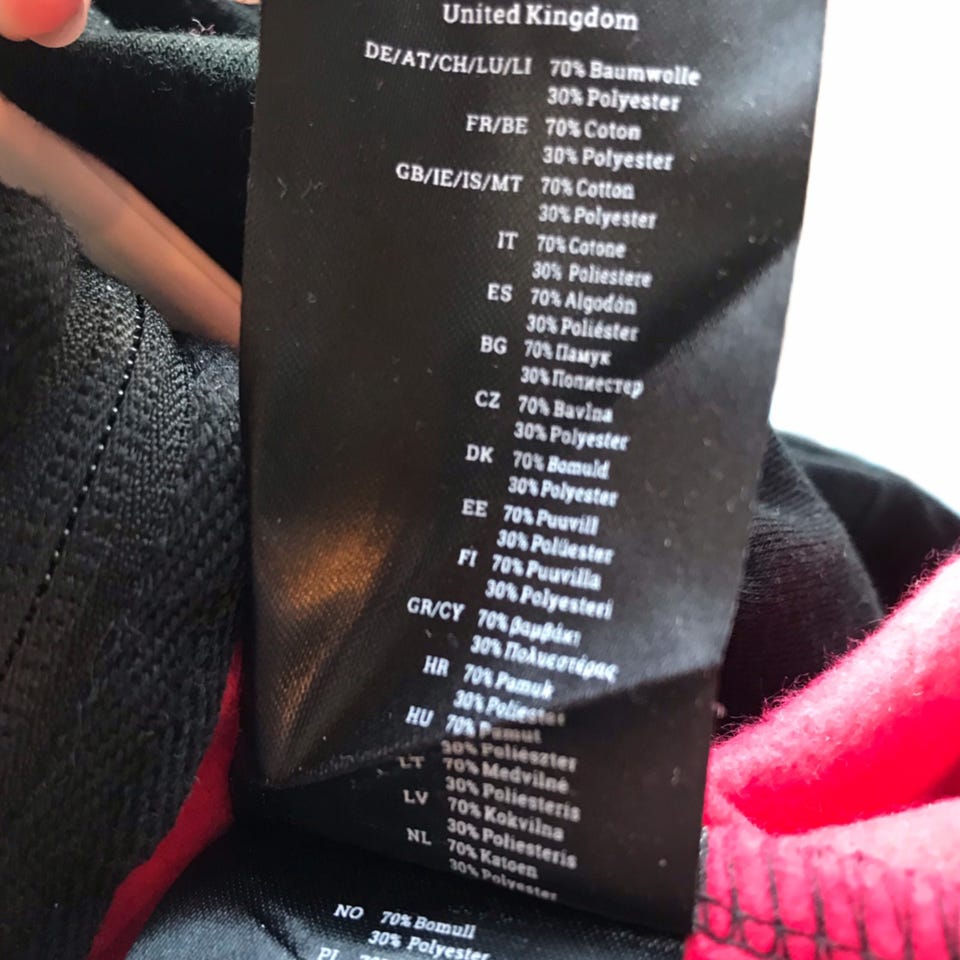 United Kingdom
DE/AT/CH/LU/LI 70% Baumwolle
30% Polyester
FR/BE 70% Coton
30% Polyester
GB/IE/IS/MT 70% Cotton
30% Polyester
IT 70% Cotone
30% Poliestere
ES 70% Algodón
30% Poliéster
BG 70% Памук
30% Полиестер
CZ 70% Bavlna
30% Polyester
DK 70% Bomuld
30% Polyester
EE 70% Puuvill
30% Polüester
FI 70% Puuvilla
30% Polyesteri
GR/CY 70% βαμβάκι
30% Πολυεστέρας
HR 70% Pamuk
30% Poliester
HU 70% Pamut
30% Poliészter
LT 70% Medvilnė
30% Poliesteris
LV 70% Kokvilna
30% Poliesteris
NL 70% Katoen
30% Polyester
NO 70% Bomull
30% Polyester